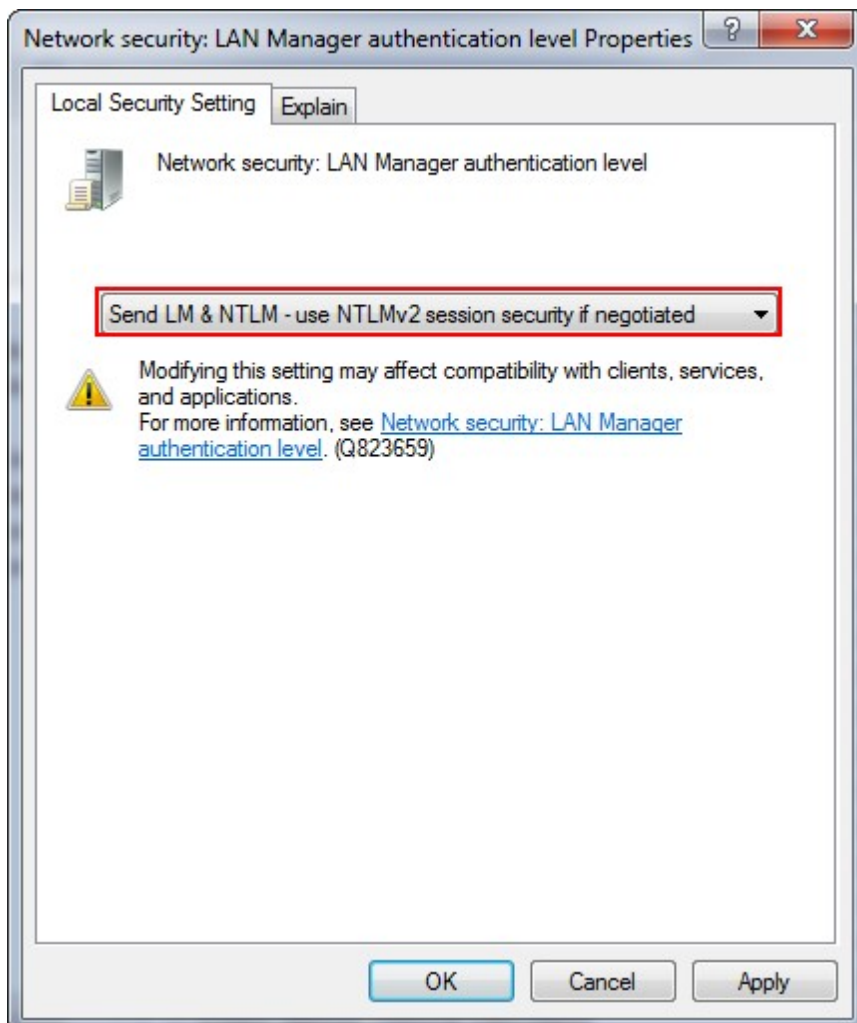 Network security: LAN Manager authentication level Properties
Local Security Setting
Explain
Network security: LAN Manager authentication level
Send LM & NTLM - use NTLMv2 session security if negotiated
Modifying this setting may affect compatibility with clients, services,
and applications.
For more information, see Network security: LAN Manager
authentication level. (Q823659)
OK
Cancel
Apply